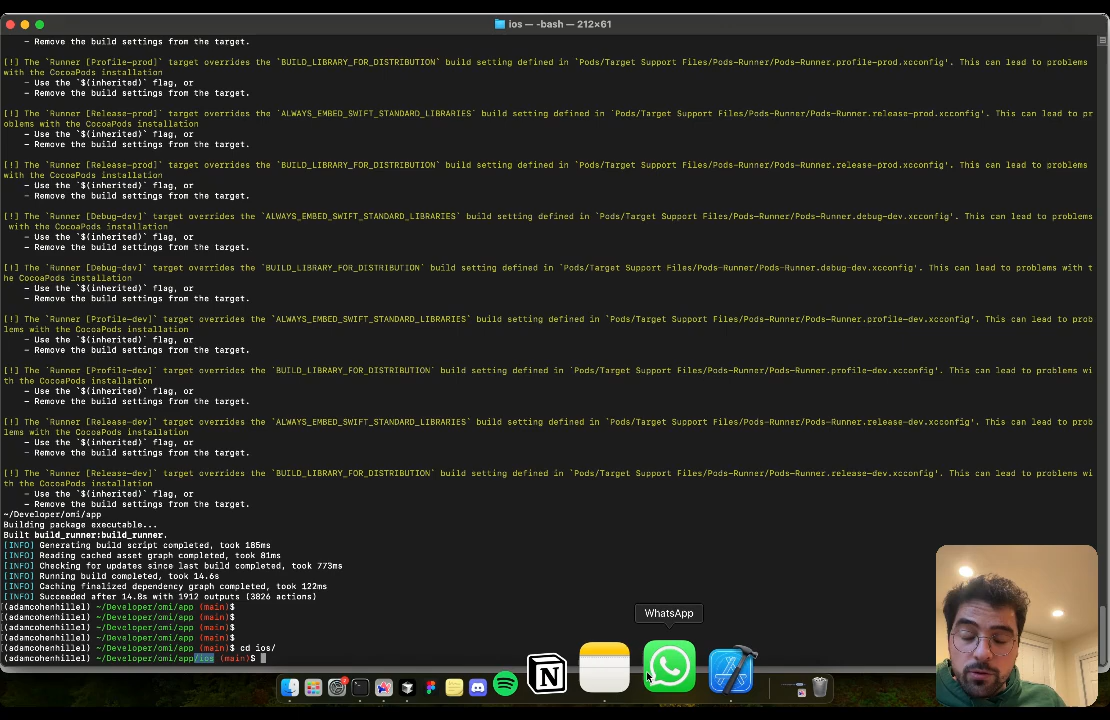 ios — -bash — 212×61
- Remove the build settings from the target.
[!] The `Runner [Profile-prod]` target overrides the `BUILD_LIBRARY_FOR_DISTRIBUTION` build setting defined in `Pods/Target Support Files/Pods-Runner/Pods-Runner.profile-prod.xcconfig'. This can lead to problems
with the CocoaPods installation
- Use the `$(inherited)` flag, or
- Remove the build settings from the target.
[!] The `Runner [Release-prod]` target overrides the `ALWAYS_EMBED_SWIFT_STANDARD_LIBRARIES` build setting defined in `Pods/Target Support Files/Pods-Runner/Pods-Runner.release-prod.xcconfig'. This can lead to pr
oblems with the CocoaPods installation
- Use the `$(inherited)` flag, or
- Remove the build settings from the target.
[!] The `Runner [Release-prod]` target overrides the `BUILD_LIBRARY_FOR_DISTRIBUTION` build setting defined in `Pods/Target Support Files/Pods-Runner/Pods-Runner.release-prod.xcconfig'. This can lead to problems
with the CocoaPods installation
- Use the `$(inherited)` flag, or
- Remove the build settings from the target.
[!] The `Runner [Debug-dev]` target overrides the `ALWAYS_EMBED_SWIFT_STANDARD_LIBRARIES` build setting defined in `Pods/Target Support Files/Pods-Runner/Pods-Runner.debug-dev.xcconfig'. This can lead to problems
with the CocoaPods installation
- Use the `$(inherited)` flag, or
- Remove the build settings from the target.
[!] The `Runner [Debug-dev]` target overrides the `BUILD_LIBRARY_FOR_DISTRIBUTION` build setting defined in `Pods/Target Support Files/Pods-Runner/Pods-Runner.debug-dev.xcconfig'. This can lead to problems with t
he CocoaPods installation
- Use the `$(inherited)` flag, or
- Remove the build settings from the target.
[!] The `Runner [Profile-dev]` target overrides the `ALWAYS_EMBED_SWIFT_STANDARD_LIBRARIES` build setting defined in `Pods/Target Support Files/Pods-Runner/Pods-Runner.profile-dev.xcconfig'. This can lead to prob
lems with the CocoaPods installation
- Use the `$(inherited)` flag, or
- Remove the build settings from the target.
[!] The `Runner [Profile-dev]` target overrides the `BUILD_LIBRARY_FOR_DISTRIBUTION` build setting defined in `Pods/Target Support Files/Pods-Runner/Pods-Runner.profile-dev.xcconfig'. This can lead to problems wi
th the CocoaPods installation
- Use the `$(inherited)` flag, or
- Remove the build settings from the target.
[!] The `Runner [Release-dev]` target overrides the `ALWAYS_EMBED_SWIFT_STANDARD_LIBRARIES` build setting defined in `Pods/Target Support Files/Pods-Runner/Pods-Runner.release-dev.xcconfig'. This can lead to prob
lems with the CocoaPods installation
- Use the `$(inherited)` flag, or
- Remove the build settings from the target.
[!] The `Runner [Release-dev]` target overrides the `BUILD_LIBRARY_FOR_DISTRIBUTION` build setting defined in `Pods/Target Support Files/Pods-Runner/Pods-Runner.release-dev.xcconfig'. This can lead to problems wi
th the CocoaPods installation
- Use the `$(inherited)` flag, or
- Remove the build settings from the target.
~/Developer/omi/app
Building package executable...
Built build_runner:build_runner.
[INFO] Generating build script completed, took 185ms
[INFO] Reading cached asset graph completed, took 81ms
[INFO] Checking for updates since last build completed, took 773ms
[INFO] Running build completed, took 14.6s
[INFO] Caching finalized dependency graph completed, took 122ms
[INFO] Succeeded after 14.8s with 1912 outputs (3826 actions)
[(adamcohenhillel) ~/Developer/omi/app (main)$
[(adamcohenhillel) ~/Developer/omi/app (main)$
[(adamcohenhillel) ~/Developer/omi/app (main)$
[(adamcohenhillel) ~/Developer/omi/app (main)$
[(adamcohenhillel) ~/Developer/omi/app (main)$ cd ios/
(adamcohenhillel) ~/Developer/omi/app/ios (main)$
WhatsApp